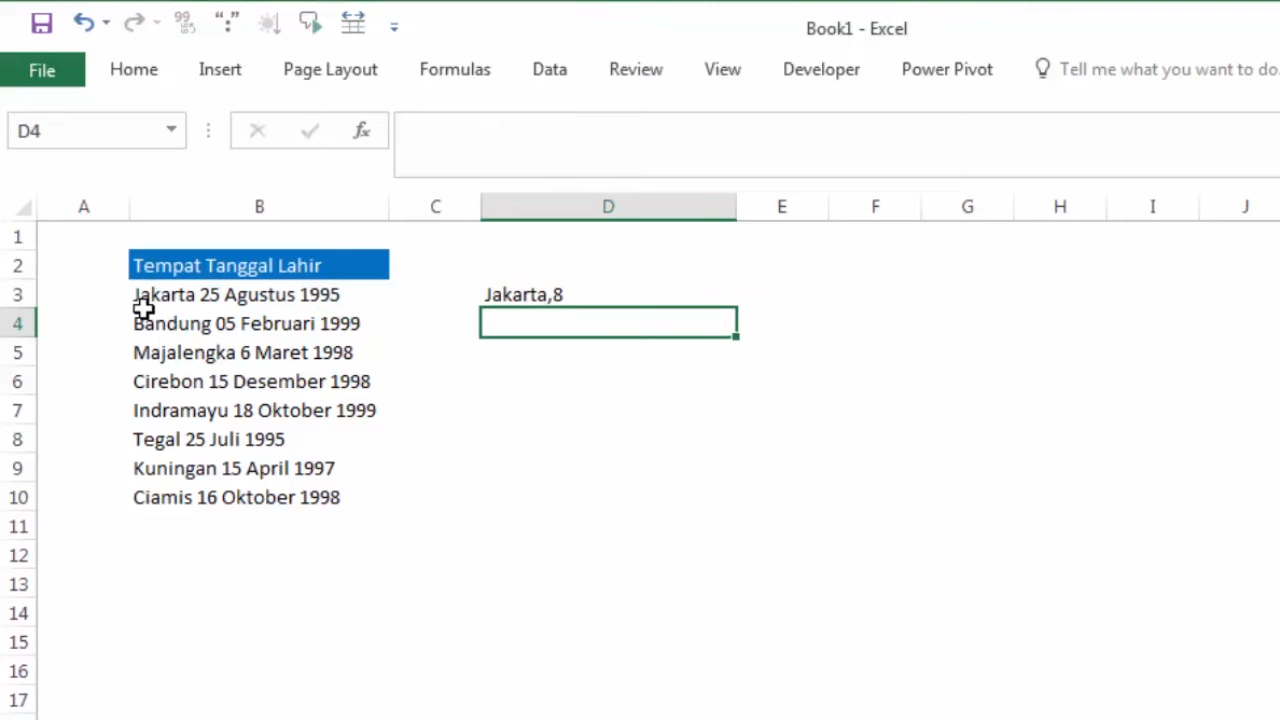 Book1 - Excel
File Home Insert Page Layout Formulas Data Review View Developer Power Pivot Tell me what you want to do.
D4 fx
A B C D E F G H I J
1
2 Tempat Tanggal Lahir
3 Jakarta 25 Agustus 1995 Jakarta,8
4 Bandung 05 Februari 1999
5 Majalengka 6 Maret 1998
6 Cirebon 15 Desember 1998
7 Indramayu 18 Oktober 1999
8 Tegal 25 Juli 1995
9 Kuningan 15 April 1997
10 Ciamis 16 Oktober 1998
11
12
13
14
15
16
17